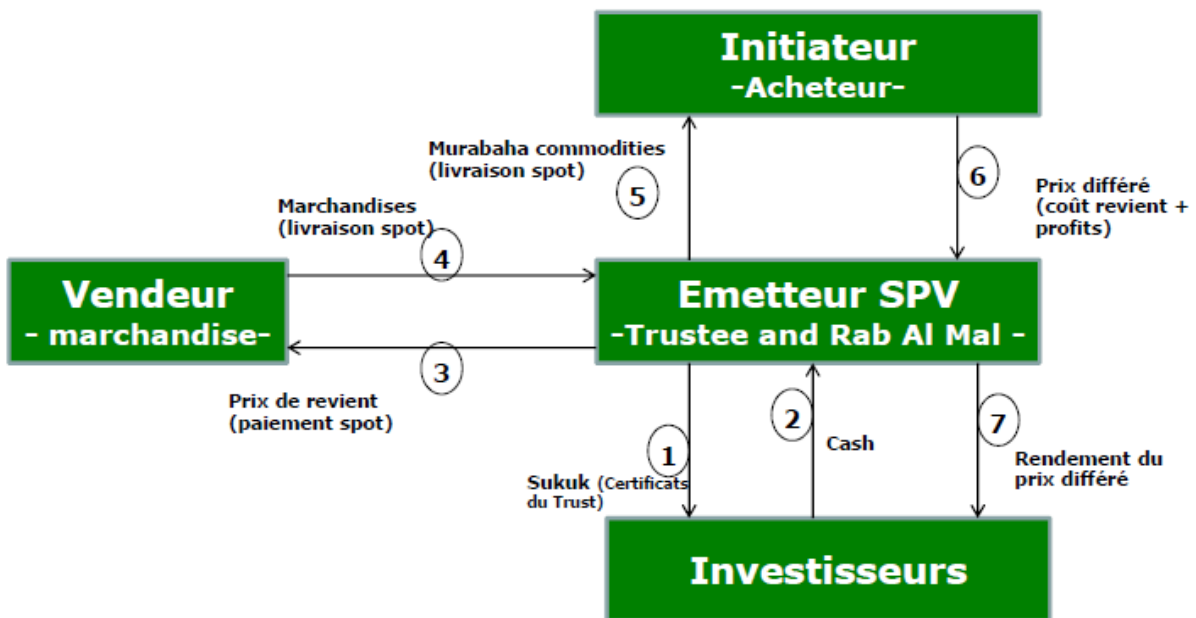 Initiateur
-Acheteur-
Murabaha commodities
(livraison spot)
5
6
Prix différé
(coût revient +
profits)
Marchandises
(livraison spot)
4
Vendeur
- marchandise-
Emetteur SPV
-Trustee and Rab Al Mal -
3
Prix de revient
(paiement spot)
1
2
7
Cash
Sukuk (Certificats
du Trust)
Rendement du
prix différé
Investisseurs